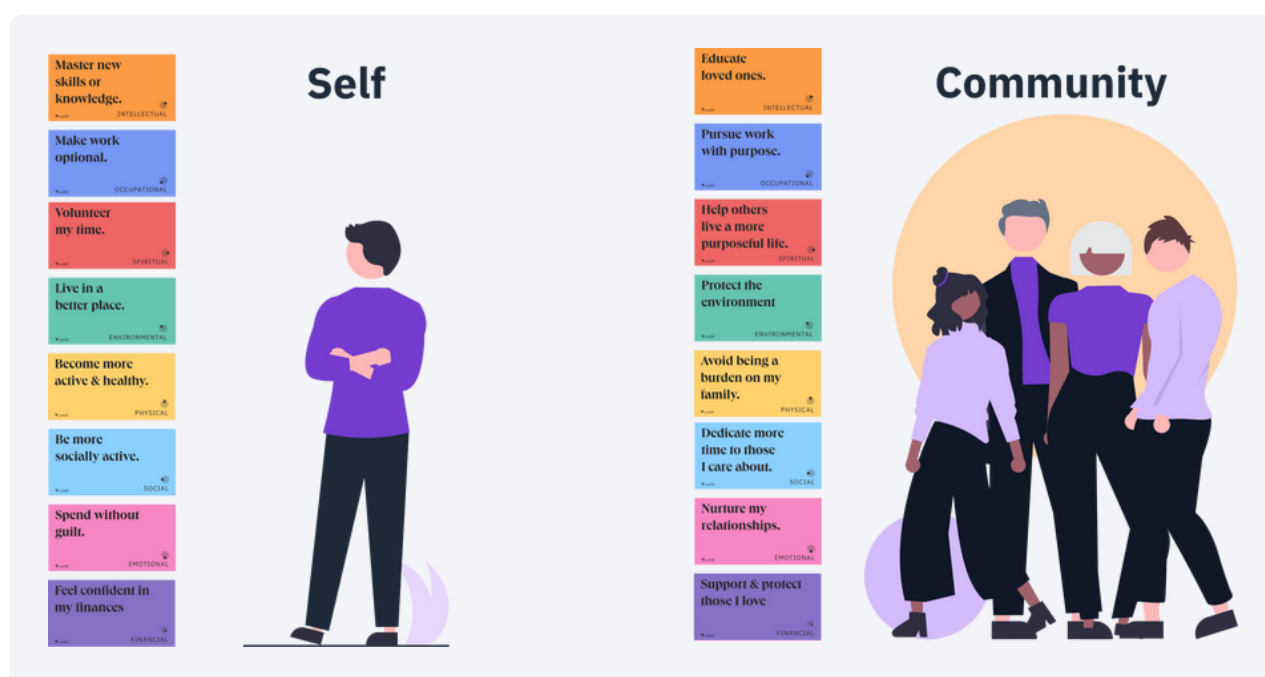 Self
Master new
skills or
knowledge.
INTELLECTUAL
Make work
optional.
OCCUPATIONAL
Volunteer
my time.
SPIRITUAL
Live in a
better place.
ENVIRONMENTAL
Become more
active & healthy.
PHYSICAL
Be more
socially active.
SOCIAL
Spend without
guilt.
EMOTIONAL
Feel confident in
my finances
FINANCIAL
Community
Educate
loved ones.
INTELLECTUAL
Pursue work
with purpose.
OCCUPATIONAL
Help others
live a more
purposeful life.
SPIRITUAL
Protect the
environment
ENVIRONMENTAL
Avoid being a
burden on my
family.
PHYSICAL
Dedicate more
time to those
I care about.
SOCIAL
Nurture my
relationships.
EMOTIONAL
Support & protect
those I love
FINANCIAL